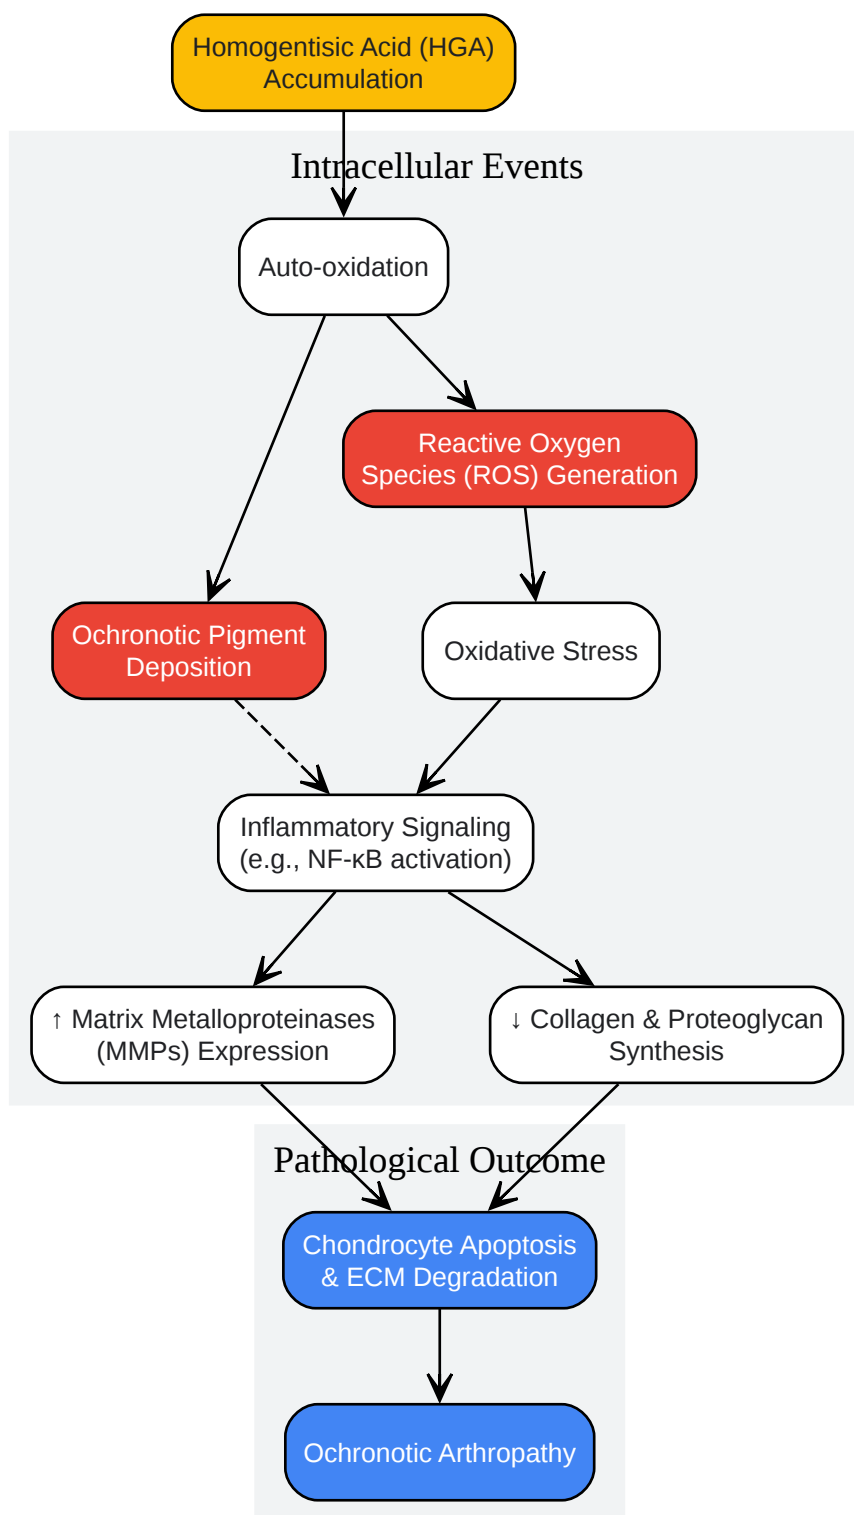 Homogentisic Acid (HGA)
Accumulation
Intracellular Events
Auto-oxidation
Reactive Oxygen
Species (ROS) Generation
Ochronotic Pigment
Deposition
Oxidative Stress
Inflammatory Signaling
(e.g., NF-κB activation)
↑ Matrix Metalloproteinases
(MMPs) Expression
↓ Collagen & Proteoglycan
Synthesis
Pathological Outcome
Chondrocyte Apoptosis
& ECM Degradation
Ochronotic Arthropathy